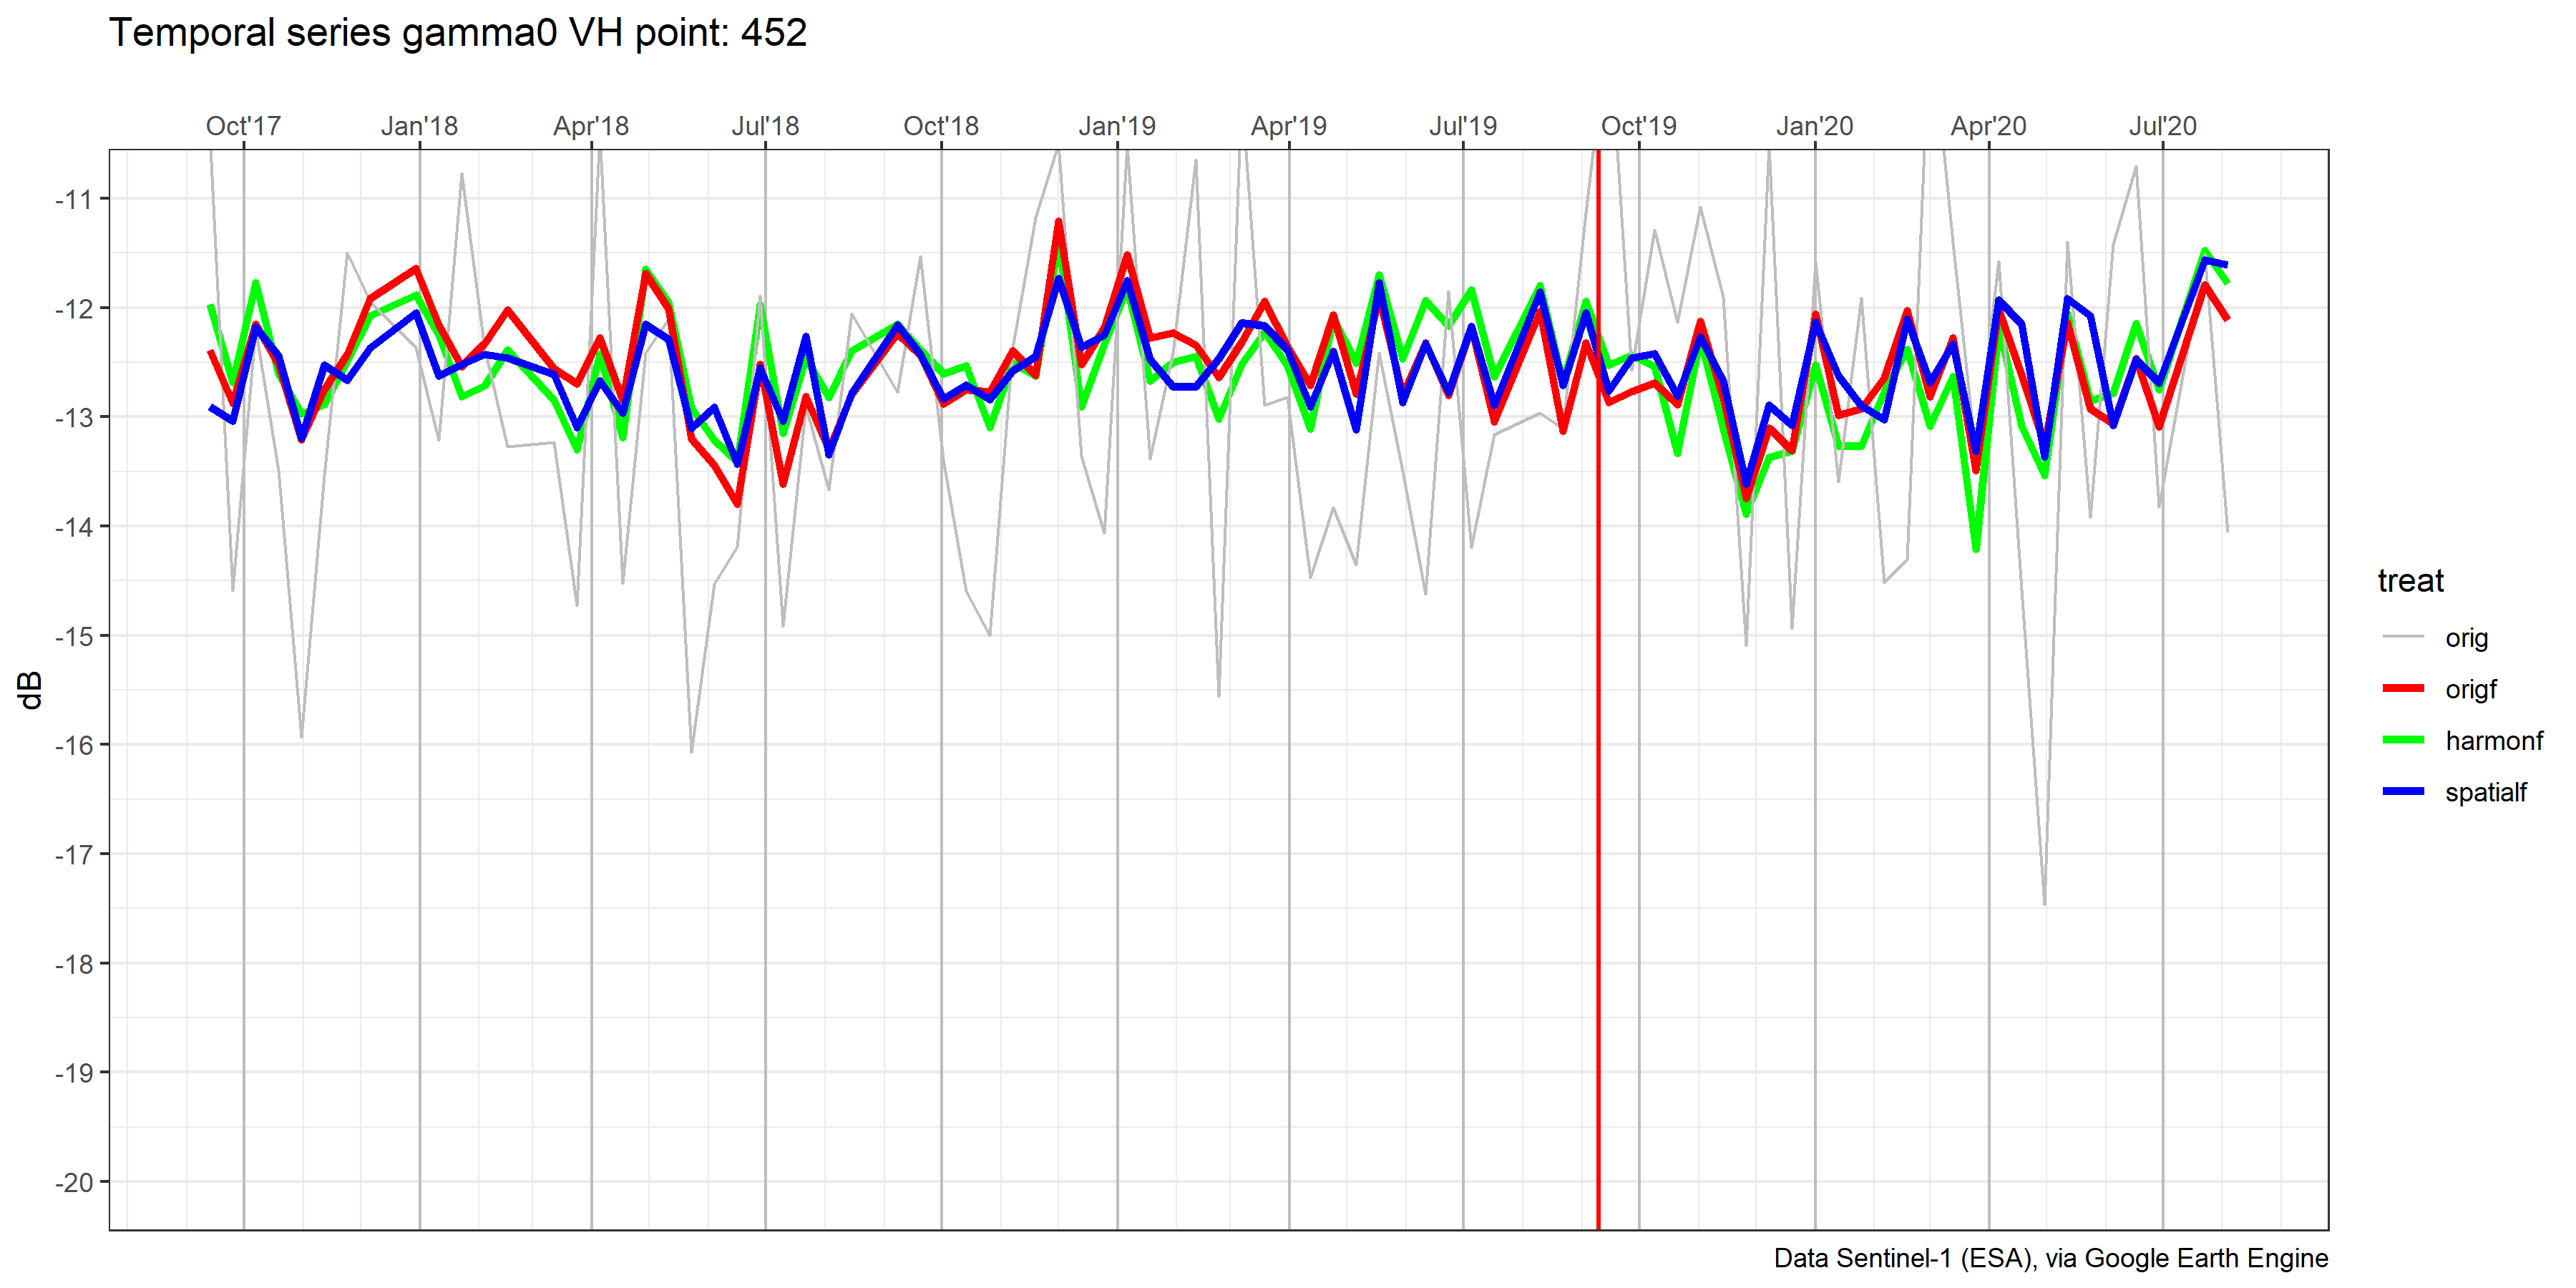 Temporal series gamma0 VH point: 452
Oct'17 Jan'18 Apr'18 Jul'18 Oct'18 Jan'19 Apr'19 Jul'19 Oct'19 Jan'20 Apr'20 Jul'20
-11
-12
-13
-14
-15
-16
-17
-18
-19
-20
dB
treat
orig
origf
harmonf
spatialf
Data Sentinel-1 (ESA), via Google Earth Engine